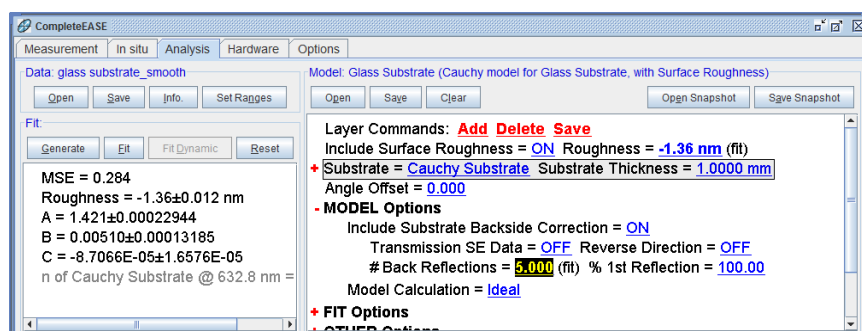 CompleteEASE
Measurement In situ Analysis Hardware Options
Data: glass substrate_smooth
Open Save Info. Set Ranges
Fit:
Generate Fit Fit Dynamic Reset
MSE = 0.284
Roughness = -1.36±0.012 nm
A = 1.421±0.00022944
B = 0.00510±0.00013185
C = -8.7066E-05±1.6576E-05
n of Cauchy Substrate @ 632.8 nm =
Model: Glass Substrate (Cauchy model for Glass Substrate, with Surface Roughness)
Open Save Clear Open Snapshot Save Snapshot
Layer Commands: Add Delete Save
Include Surface Roughness = ON Roughness = -1.36 nm (fit)
+ Substrate = Cauchy Substrate Substrate Thickness = 1.0000 mm
Angle Offset = 0.000
- MODEL Options
Include Substrate Backside Correction = ON
Transmission SE Data = OFF Reverse Direction = OFF
# Back Reflections = 5.000 (fit) % 1st Reflection = 100.00
Model Calculation = Ideal
+ FIT Options
+ OTHER Options